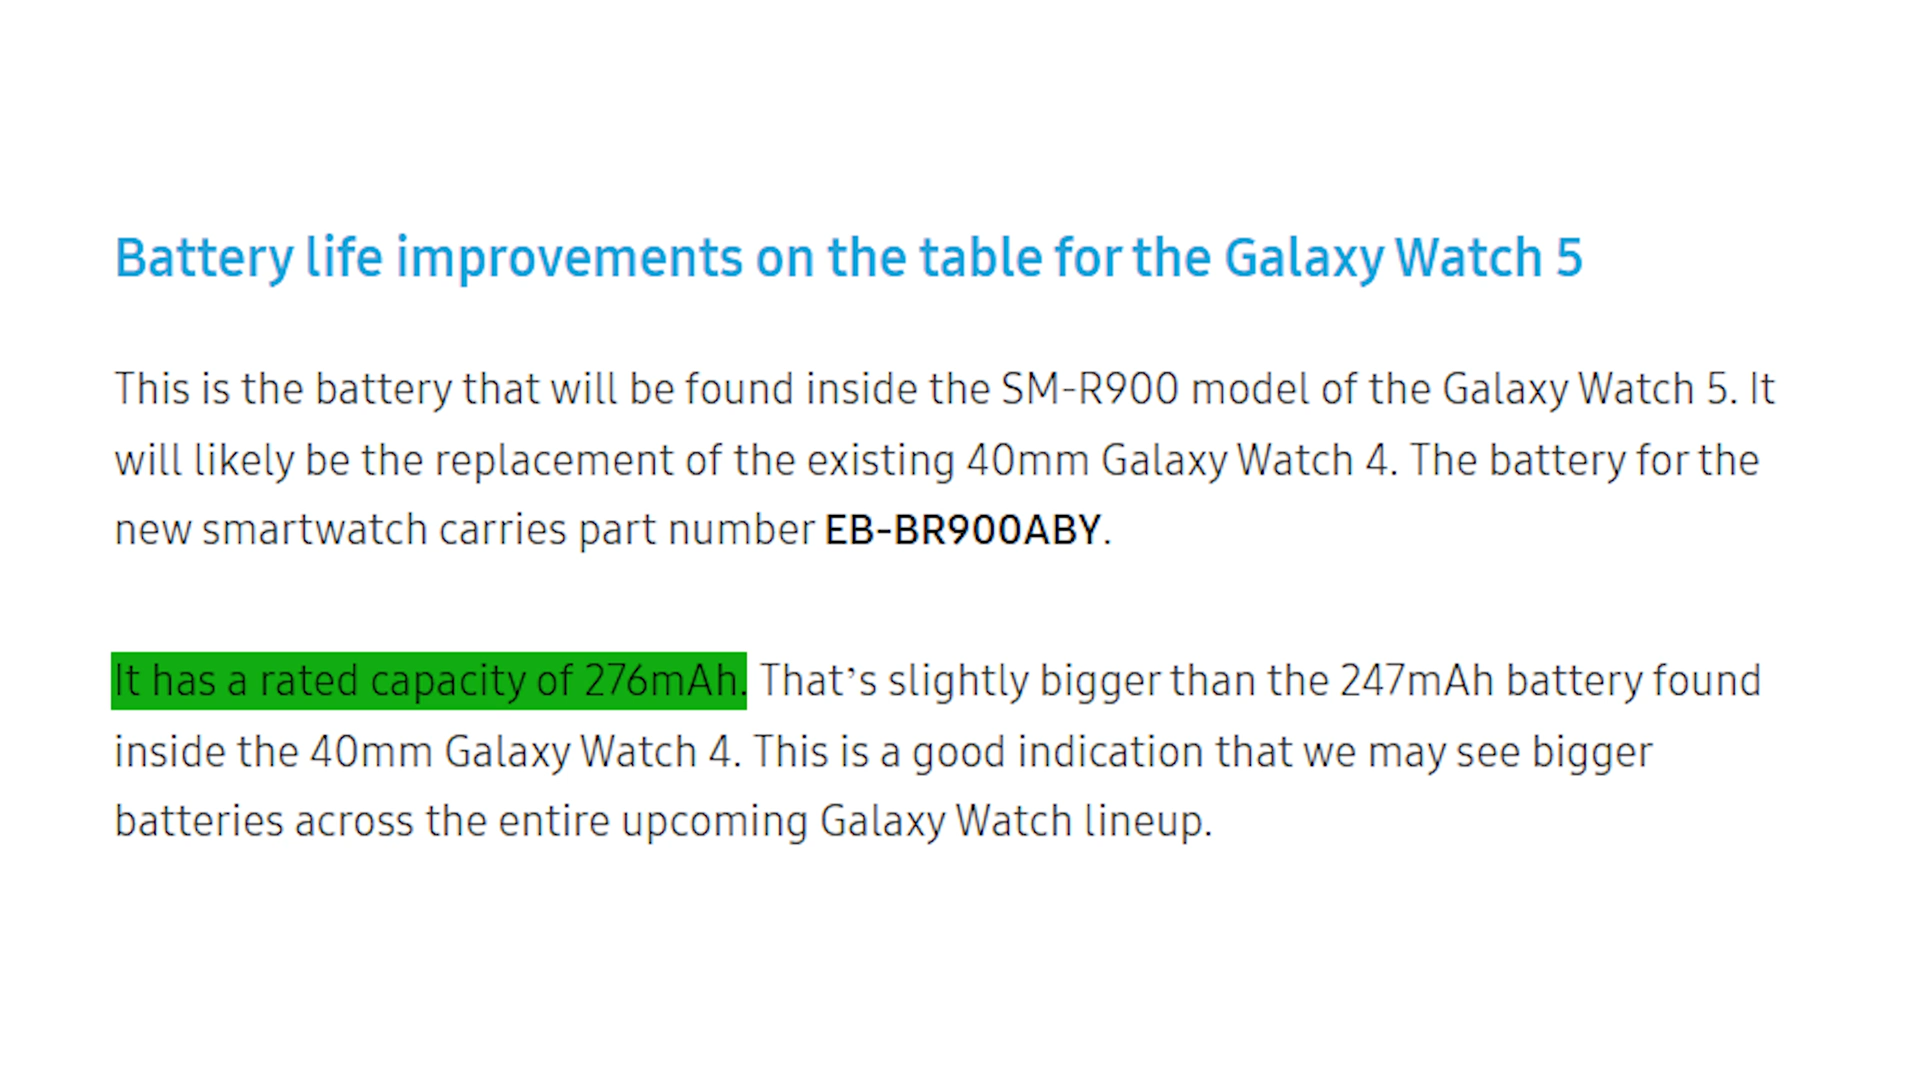 Battery life improvements on the table for the Galaxy Watch 5
This is the battery that will be found inside the SM-R900 model of the Galaxy Watch 5. It
will likely be the replacement of the existing 40mm Galaxy Watch 4. The battery for the
new smartwatch carries part number EB-BR900ABY.
It has a rated capacity of 276mAh. That’s slightly bigger than the 247mAh battery found
inside the 40mm Galaxy Watch 4. This is a good indication that we may see bigger
batteries across the entire upcoming Galaxy Watch lineup.